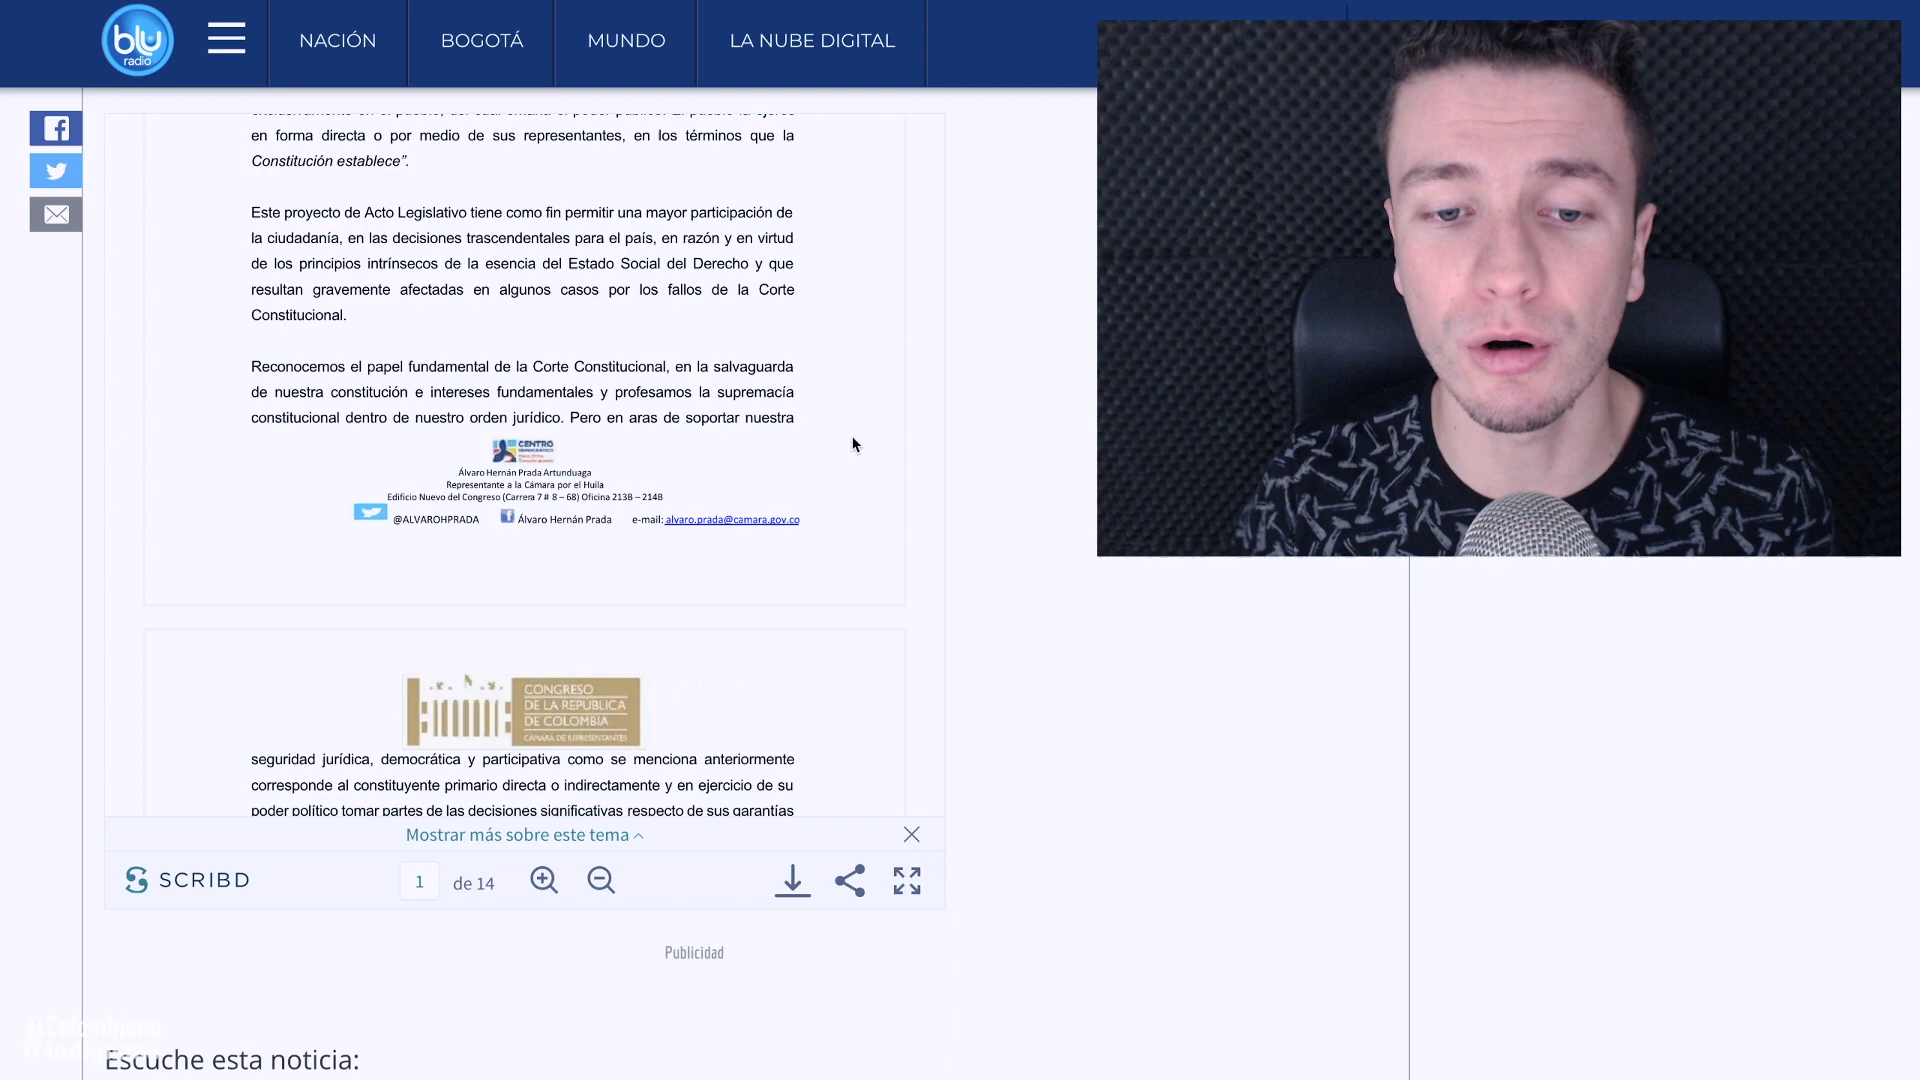 blu
radio
NACIÓN
BOGOTÁ
MUNDO
LA NUBE DIGITAL
en forma directa o por medio de sus representantes, en los términos que la
Constitución establece”.
Este proyecto de Acto Legislativo tiene como fin permitir una mayor participación de
la ciudadanía, en las decisiones trascendentales para el país, en razón y en virtud
de los principios intrínsecos de la esencia del Estado Social del Derecho y que
resultan gravemente afectadas en algunos casos por los fallos de la Corte
Constitucional.
Reconocemos el papel fundamental de la Corte Constitucional, en la salvaguarda
de nuestra constitución e intereses fundamentales y profesamos la supremacía
constitucional dentro de nuestro orden jurídico. Pero en aras de soportar nuestra
CENTRO
DEMOCRÁTICO
Álvaro Hernán Prada Artunduaga
Representante a la Cámara por el Huila
Edificio Nuevo del Congreso (Carrera 7 # 8 – 68) Oficina 213B – 214B
@ALVAROHPRADA Álvaro Hernán Prada e-mail: alvaro.prada@camara.gov.co
CONGRESO
DE LA REPÚBLICA
DE COLOMBIA
CÁMARA DE REPRESENTANTES
seguridad jurídica, democrática y participativa como se menciona anteriormente
corresponde al constituyente primario directa o indirectamente y en ejercicio de su
poder político tomar partes de las decisiones significativas respecto de sus garantías
Mostrar más sobre este tema
SCRIBD
1 de 14
Publicidad
#Colombiano
Escuche esta noticia: